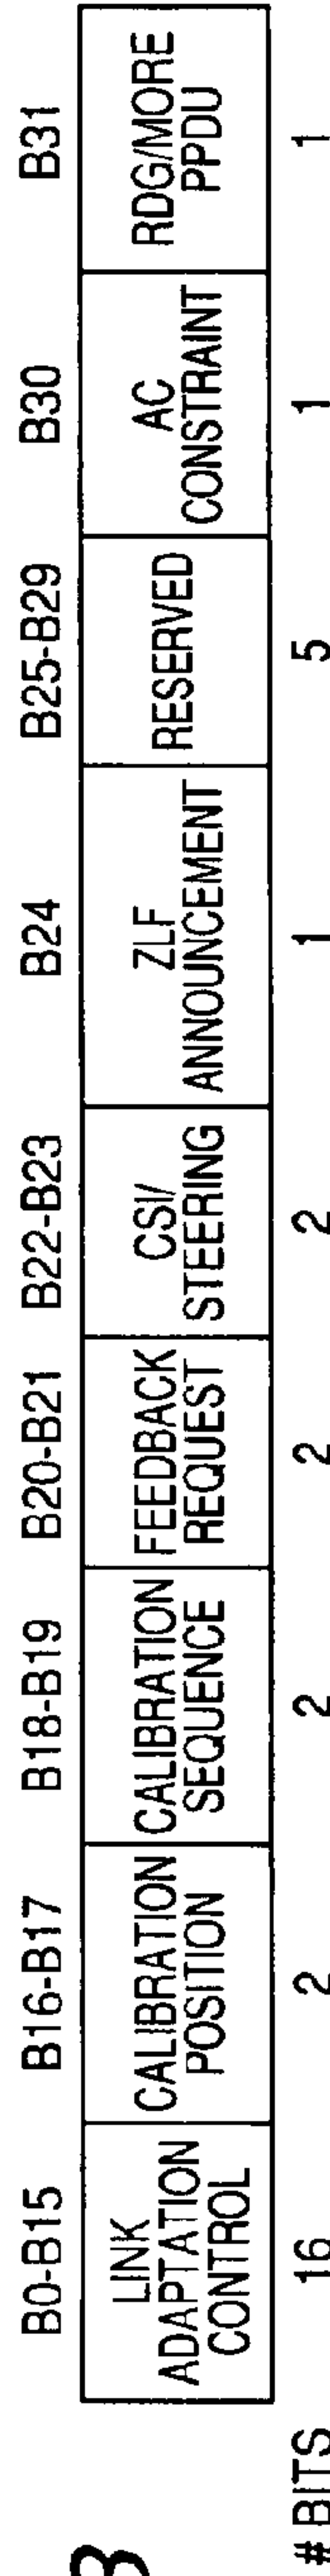 B0-B15 B16-B17 B18-B19 B20-B21 B22-B23 B24 B25-B29 B30 B31
LINK
ADAPTATION
CONTROL
CALIBRATION
POSITION
CALIBRATION
SEQUENCE
FEEDBACK
REQUEST
CSI/
STEERING
ZLF
ANNOUNCEMENT
RESERVED
AC
CONSTRAINT
RDG/MORE
PPDU
# BITS 16 2 2 2 2 1 5 1 1
3